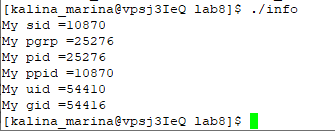 [kalina_marina@vpsj3IeQ lab8]$ ./info
My sid =10870
My pgrp =25276
My pid =25276
My ppid =10870
My uid =54410
My gid =54416
[kalina_marina@vpsj3IeQ lab8]$